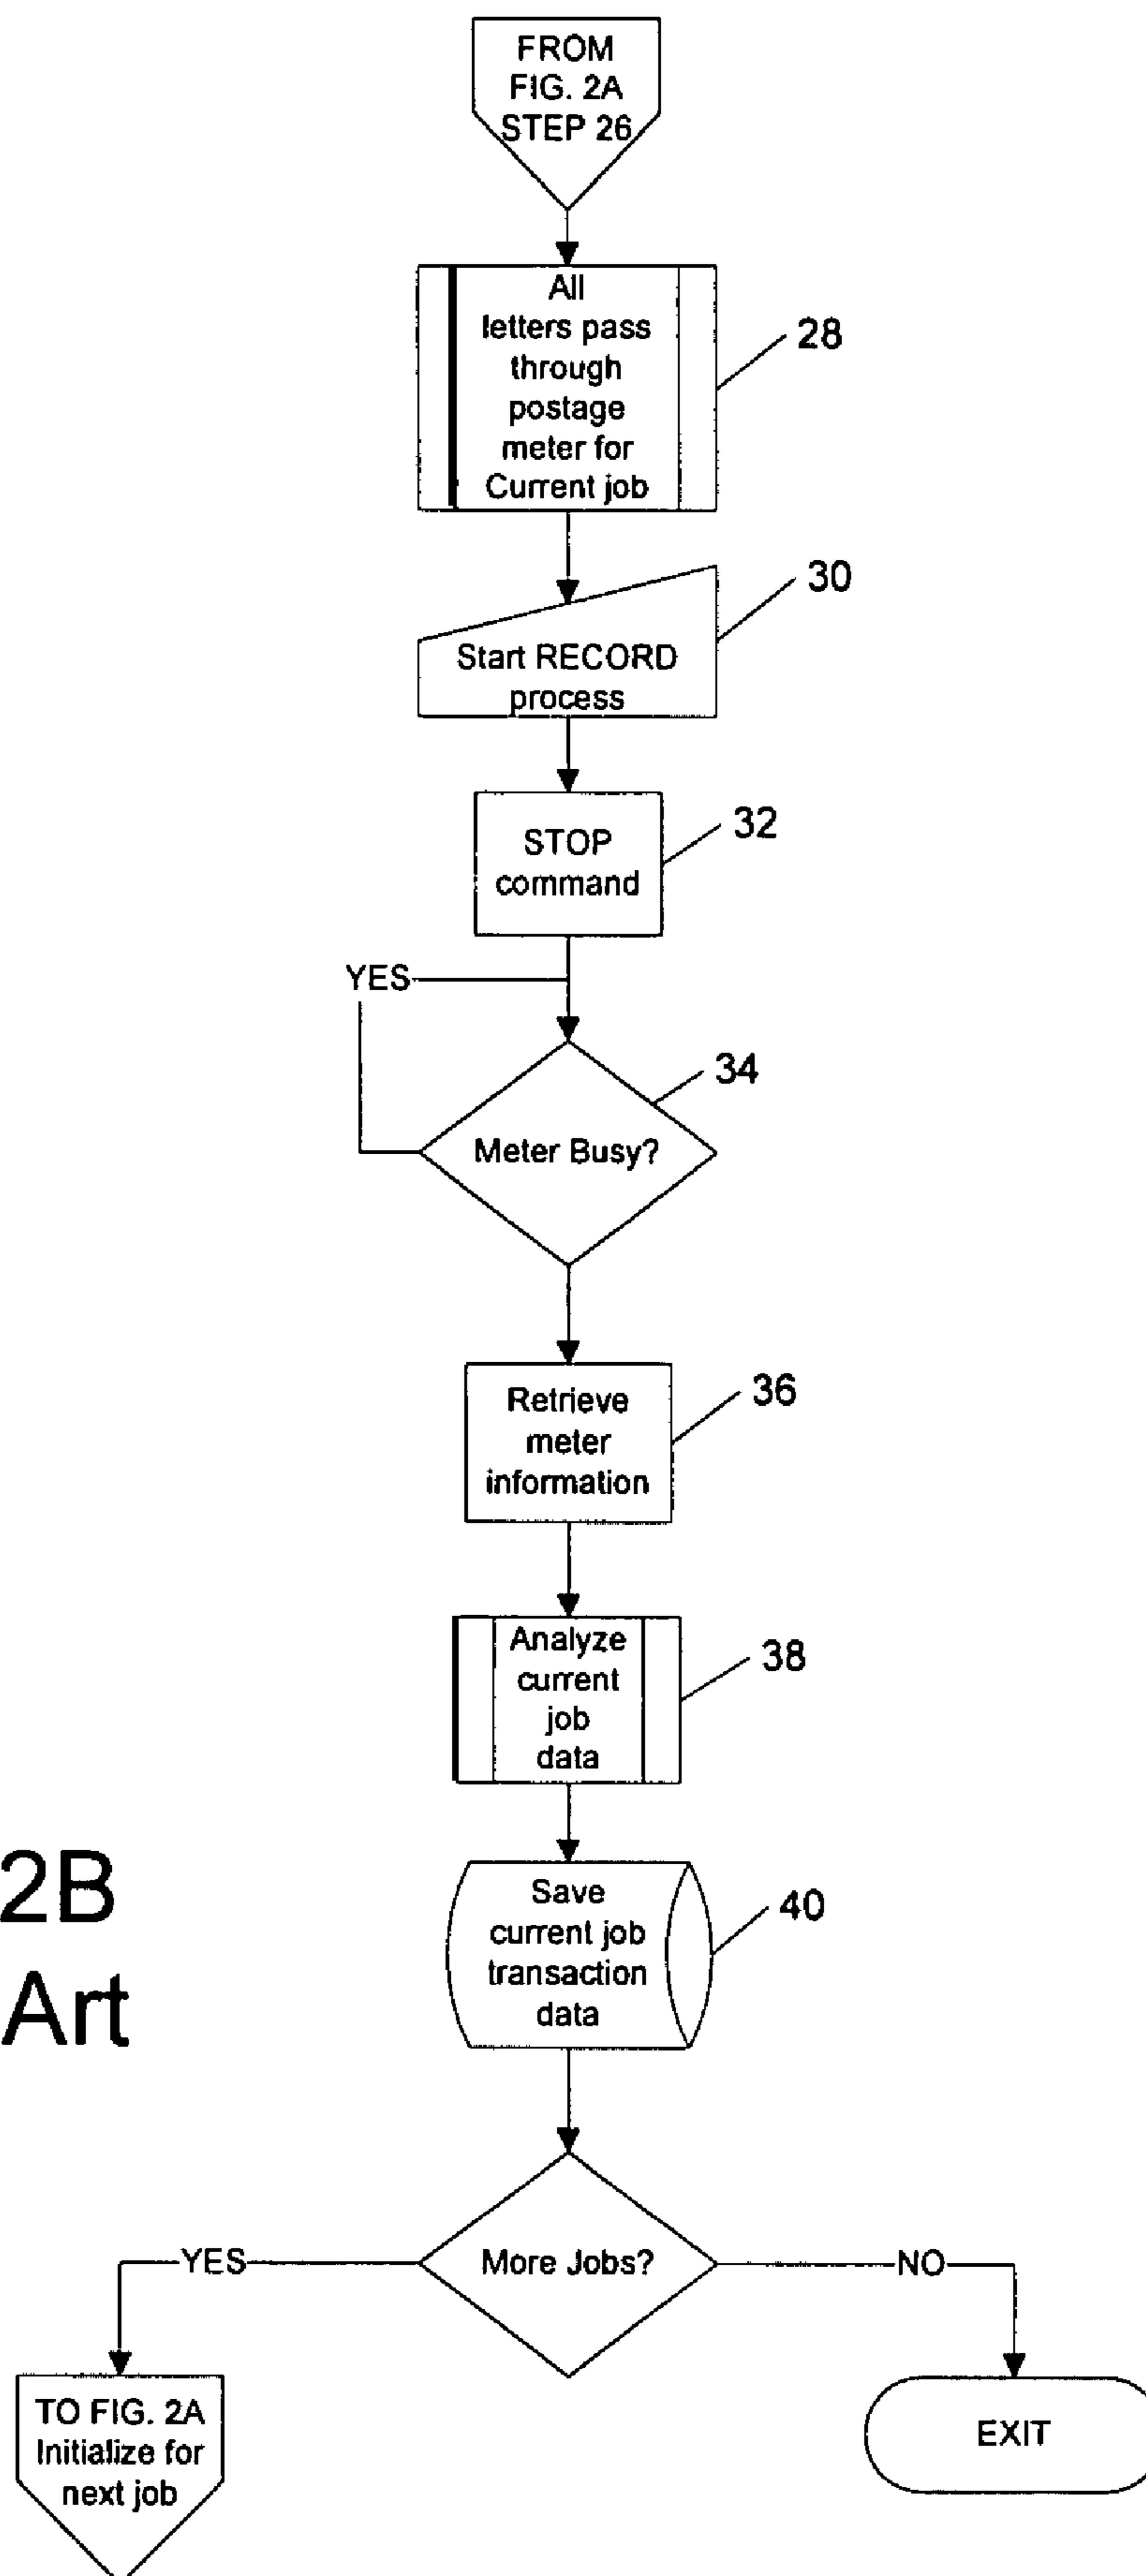 FROM
FIG. 2A
STEP 26
All
letters pass
through
postage
meter for
Current job
28
30
Start RECORD
process
32
STOP
command
YES
34
Meter Busy?
36
Retrieve
meter
information
38
Analyze
current
job
data
2B
Art
40
Save
current job
transaction
data
YES
More Jobs?
NO
TO FIG. 2A
Initialize for
next job
EXIT